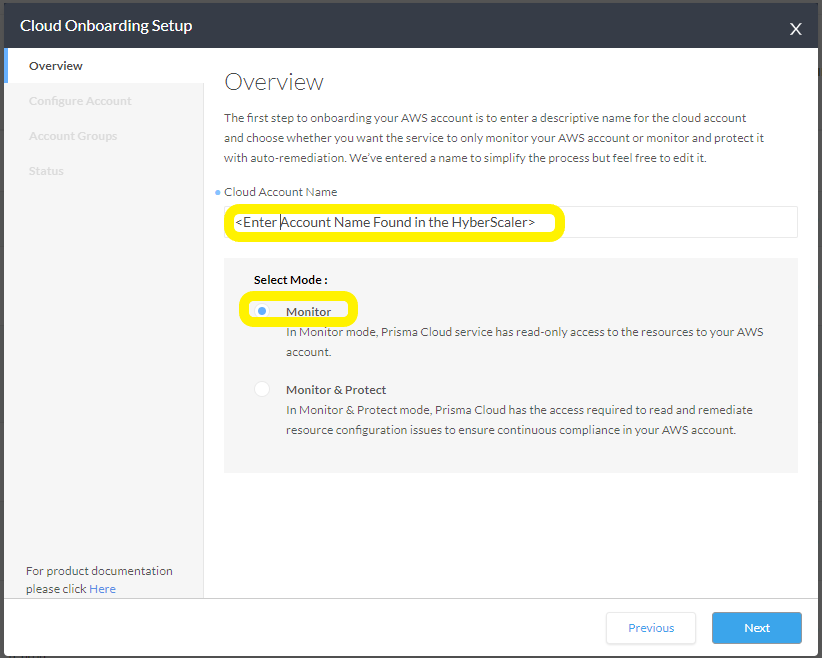 Cloud Onboarding Setup
X
Overview
Configure Account
Account Groups
Status
Overview
The first step to onboarding your AWS account is to enter a descriptive name for the cloud account
and choose whether you want the service to only monitor your AWS account or monitor and protect it
with auto-remediation. We've entered a name to simplify the process but feel free to edit it.
Cloud Account Name
<Enter Account Name Found in the HyberScaler>
Select Mode :
Monitor
In Monitor mode, Prisma Cloud service has read-only access to the resources to your AWS
account.
Monitor & Protect
In Monitor & Protect mode, Prisma Cloud has the access required to read and remediate
resource configuration issues to ensure continuous compliance in your AWS account.
For product documentation
please click Here
Previous
Next